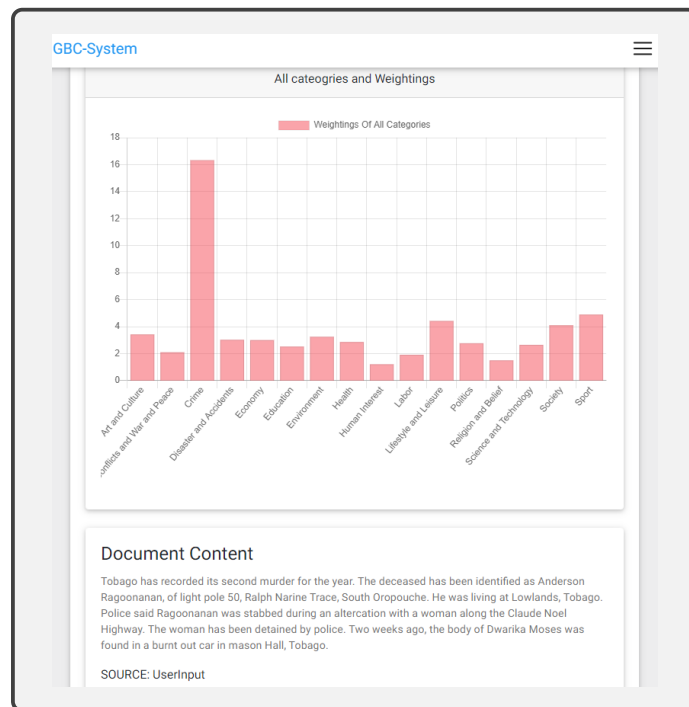 GBC-System
All cateogries and Weightings
Weightings Of All Categories
18
16
14
12
10
8
6
4
2
0
Art and Culture
onflicts and War and Peace
Crime
Disaster and Accidents
Economy
Education
Environment
Health
Human Interest
Labor
Lifestyle and Leisure
Politics
Religion and Belief
Science and Technology
Society
Sport
Document Content
Tobago has recorded its second murder for the year. The deceased has been identified as Anderson
Ragoonanan, of light pole 50, Ralph Narine Trace, South Oropouche. He was living at Lowlands, Tobago.
Police said Ragoonanan was stabbed during an altercation with a woman along the Claude Noel
Highway. The woman has been detained by police. Two weeks ago, the body of Dwarika Moses was
found in a burnt out car in mason Hall, Tobago.
SOURCE: UserInput